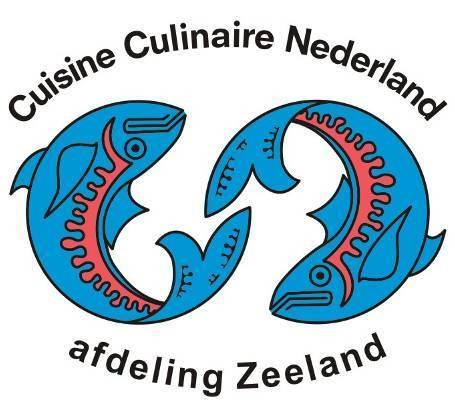 Cuisine Culinaire Nederland
afdeling Zeeland